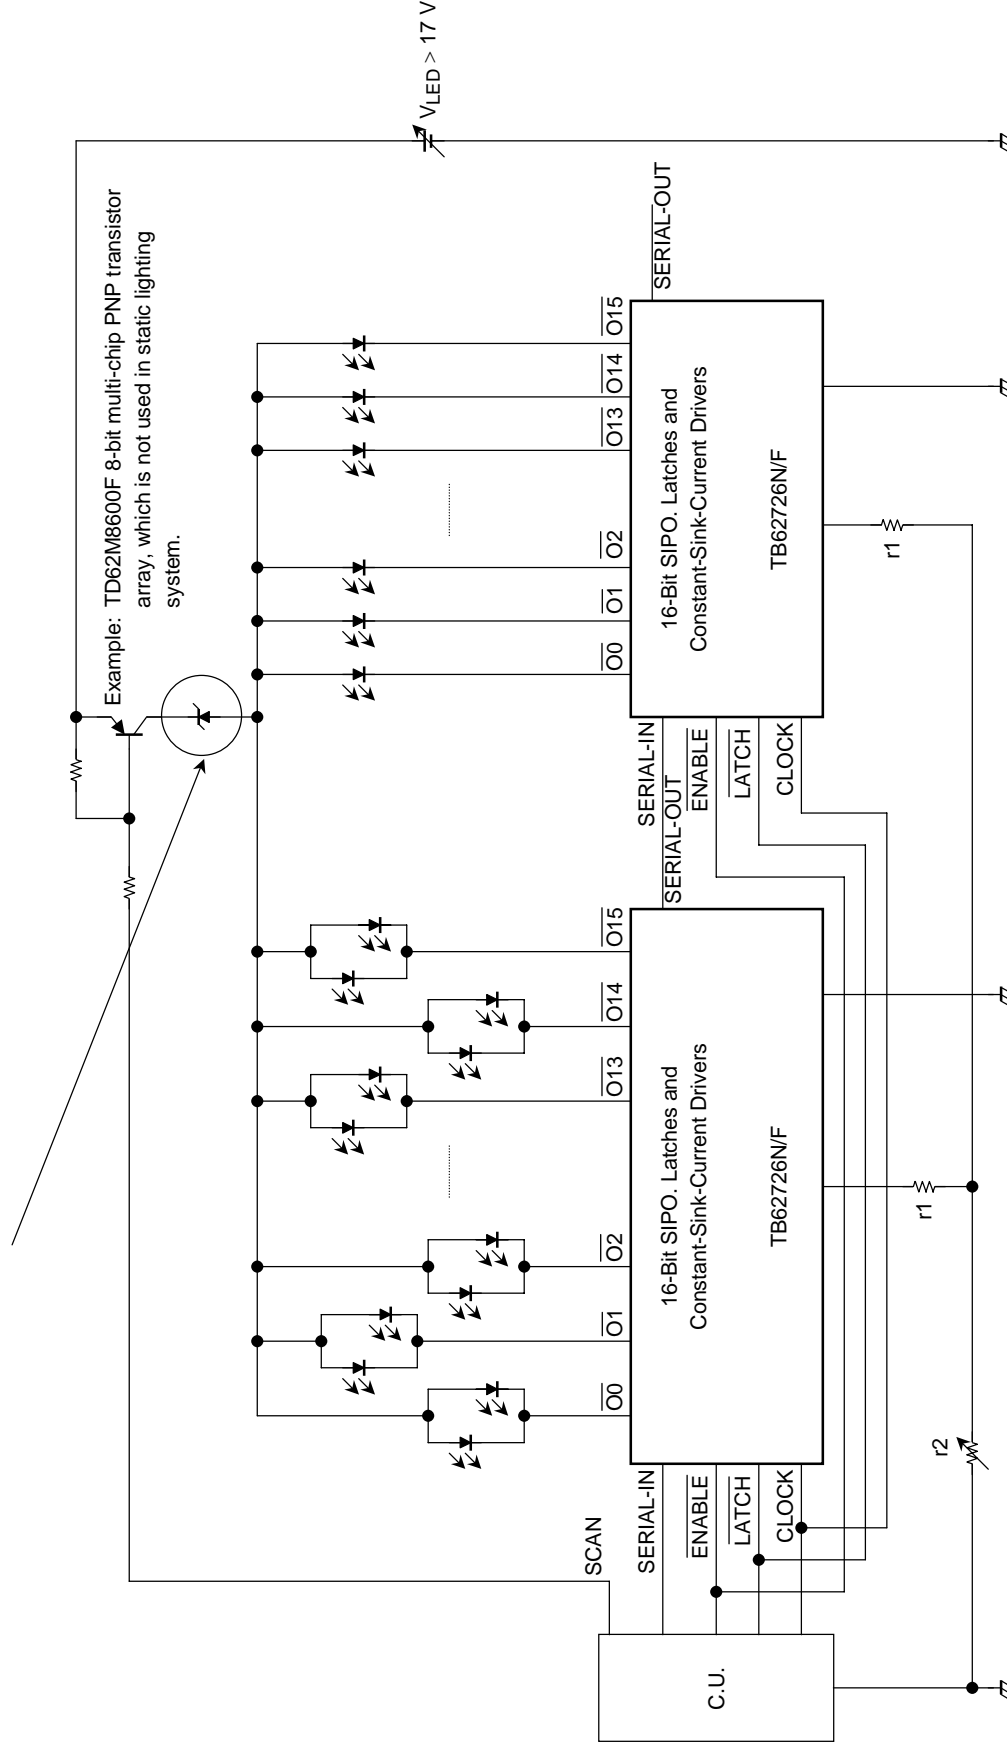 Example: TD62M8600F 8-bit multi-chip PNP transistor
array, which is not used in static lighting
system.
VLED > 17 V
SCAN
C.U.
SERIAL-IN
ENABLE
LATCH
CLOCK
O0
O1
O2
O13
O14
O15
16-Bit SIPO. Latches and
Constant-Sink-Current Drivers
TB62726N/F
SERIAL-OUT
SERIAL-IN
ENABLE
LATCH
CLOCK
O0
O1
O2
O13
O14
O15
16-Bit SIPO. Latches and
Constant-Sink-Current Drivers
TB62726N/F
SERIAL-OUT
r1
r1
r2